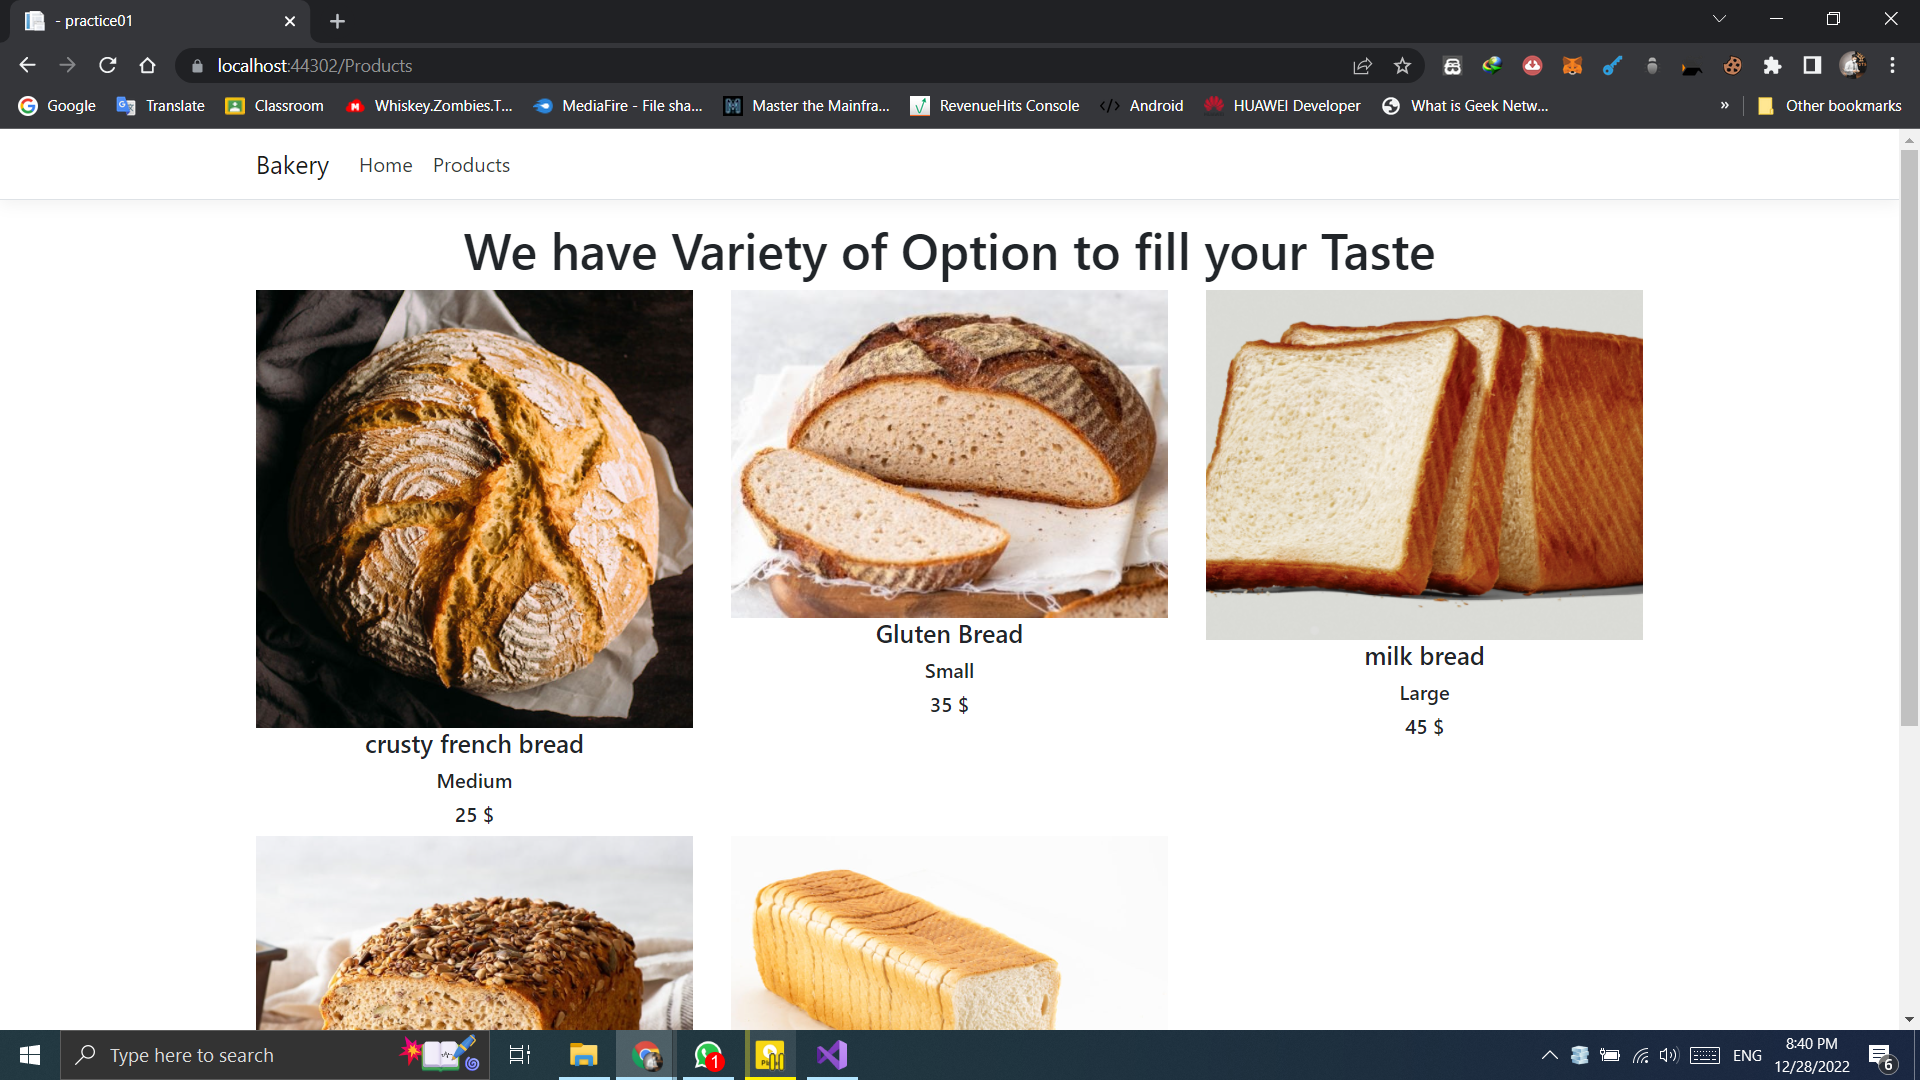 - practice01
localhost:44302/Products
Google Translate Classroom Whiskey.Zombies.T... MediaFire - File sha... Master the Mainfra... RevenueHits Console Android HUAWEI Developer What is Geek Netw... » Other bookmarks
Bakery Home Products
We have Variety of Option to fill your Taste
crusty french bread
Medium
25 $
Gluten Bread
Small
35 $
milk bread
Large
45 $
Type here to search
1
ENG
8:40 PM
12/28/2022
6